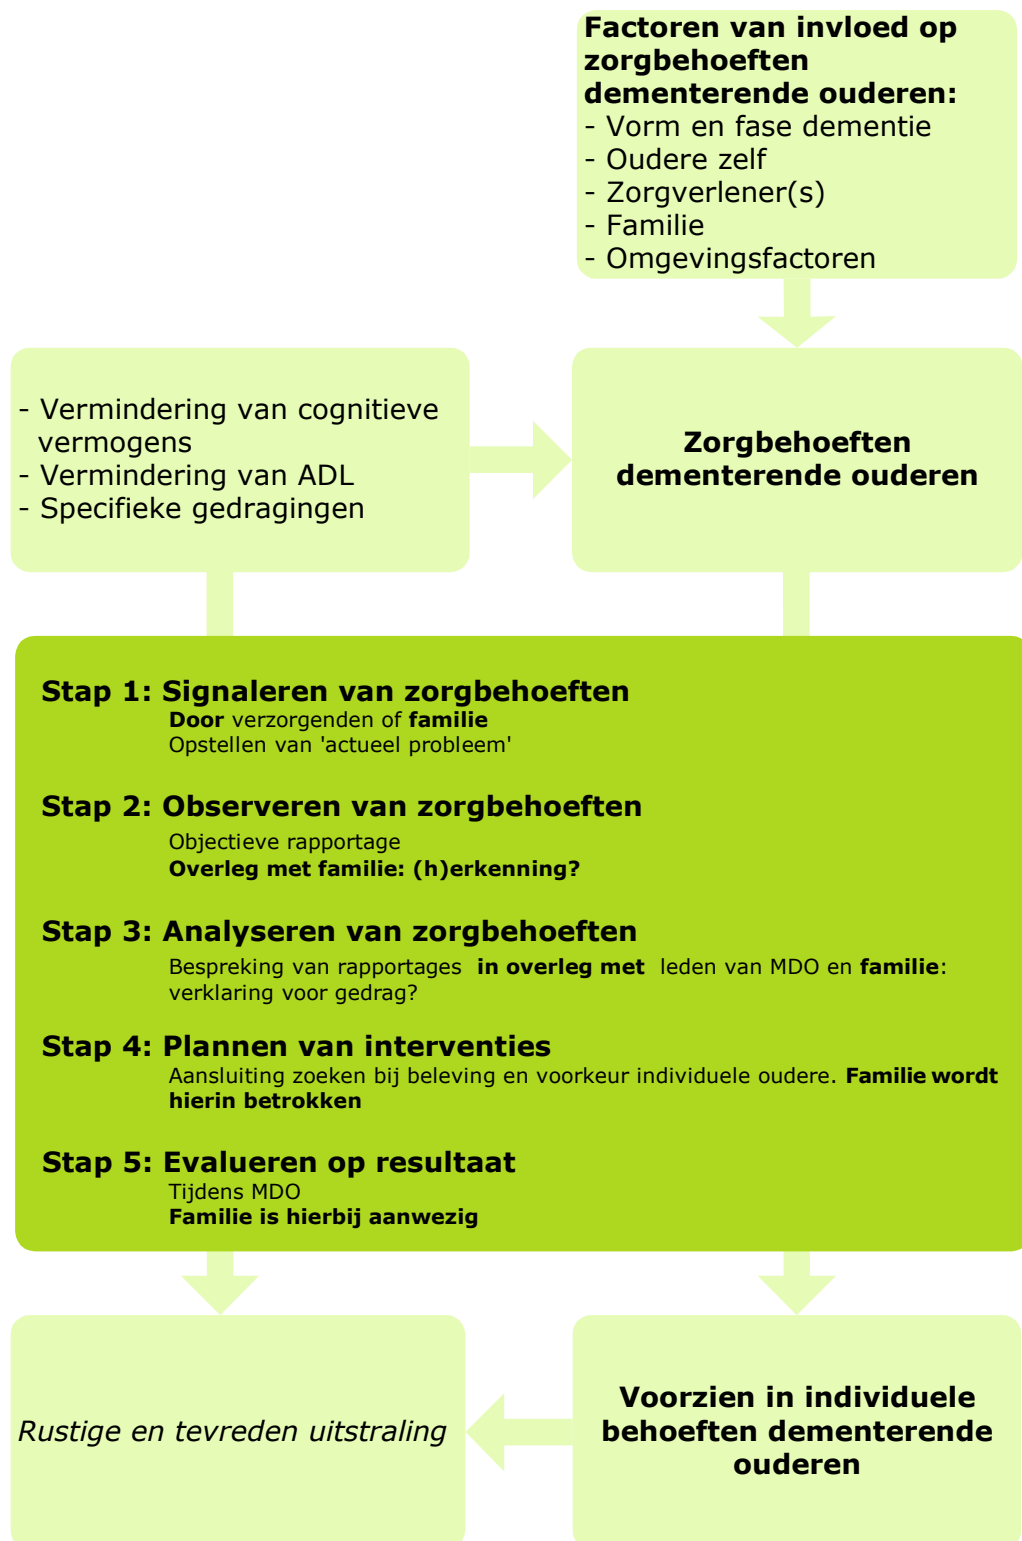 Factoren van invloed op
zorgbehoeften
dementerende ouderen:
- Vorm en fase dementie
- Oudere zelf
- Zorgverlener(s)
- Familie
- Omgevingsfactoren
- Vermindering van cognitieve
vermogens
- Vermindering van ADL
- Specifieke gedragingen
Zorgbehoeften
dementerende ouderen
Stap 1: Signaleren van zorgbehoeften
Door verzorgenden of familie
Opstellen van 'actueel probleem'
Stap 2: Observeren van zorgbehoeften
Objectieve rapportage
Overleg met familie: (h)erkenning?
Stap 3: Analyseren van zorgbehoeften
Bespreking van rapportages in overleg met leden van MDO en familie:
verklaring voor gedrag?
Stap 4: Plannen van interventies
Aansluiting zoeken bij beleving en voorkeur individuele oudere. Familie wordt
hierin betrokken
Stap 5: Evalueren op resultaat
Tijdens MDO
Familie is hierbij aanwezig
Rustige en tevreden uitstraling
Voorzien in individuele
behoeften dementerende
ouderen